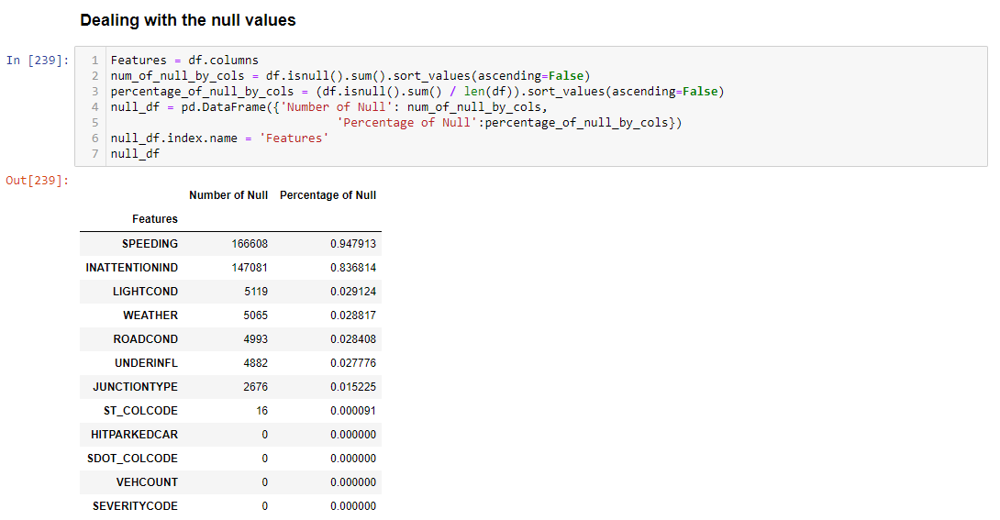 Dealing with the null values
In [239]:
1 Features = df.columns
2 num_of_null_by_cols = df.isnull().sum().sort_values(ascending=False)
3 percentage_of_null_by_cols = (df.isnull().sum() / len(df)).sort_values(ascending=False)
4 null_df = pd.DataFrame({'Number of Null': num_of_null_by_cols,
5 'Percentage of Null':percentage_of_null_by_cols})
6 null_df.index.name = 'Features'
7 null_df
Out[239]:
Number of Null Percentage of Null
Features
SPEEDING 166608 0.947913
INATTENTIONIND 147081 0.836814
LIGHTCOND 5119 0.029124
WEATHER 5065 0.028817
ROADCOND 4993 0.028408
UNDERINFL 4882 0.027776
JUNCTIONTYPE 2676 0.015225
ST_COLCODE 16 0.000091
HITPARKEDCAR 0 0.000000
SDOT_COLCODE 0 0.000000
VEHCOUNT 0 0.000000
SEVERITYCODE 0 0.000000